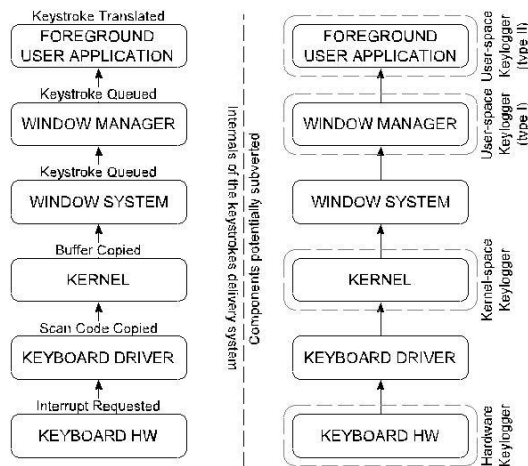 Keystroke Translated
FOREGROUND
USER APPLICATION
Keystroke Queued
WINDOW MANAGER
Keystroke Queued
WINDOW SYSTEM
Buffer Copied
KERNEL
Scan Code Copied
KEYBOARD DRIVER
Interrupt Requested
KEYBOARD HW
Internals of the keystrokes delivery system
Components potentially subverted
FOREGROUND
USER APPLICATION
WINDOW MANAGER
WINDOW SYSTEM
KERNEL
KEYBOARD DRIVER
KEYBOARD HW
User-space
Keylogger
(type II)
User-space
Keylogger
(type I)
Kernel-space
Keylogger
Hardware
Keylogger